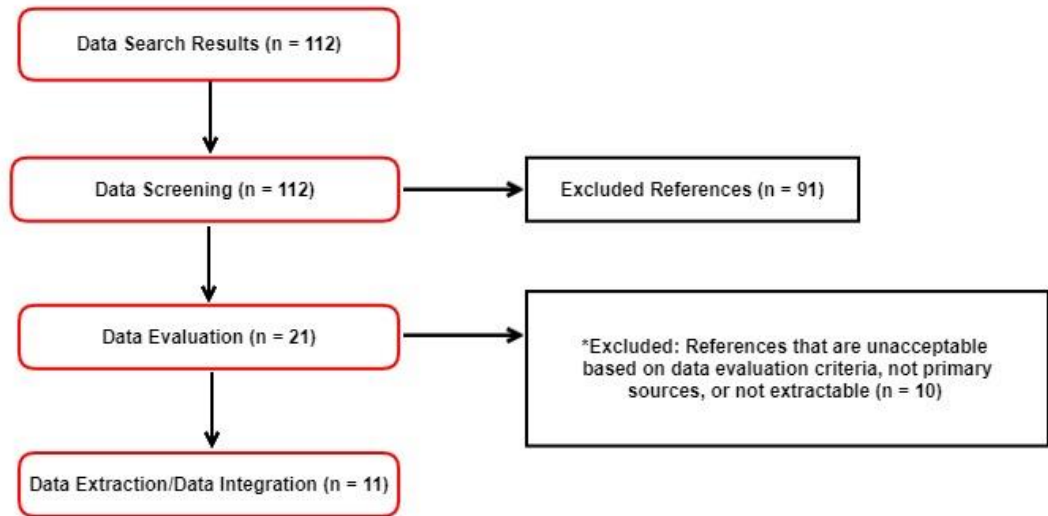 Data Search Results (n = 112)
Data Screening (n = 112)
Excluded References (n = 91)
Data Evaluation (n = 21)
*Excluded: References that are unacceptable
based on data evaluation criteria, not primary
sources, or not extractable (n = 10)
Data Extraction/Data Integration (n = 11)